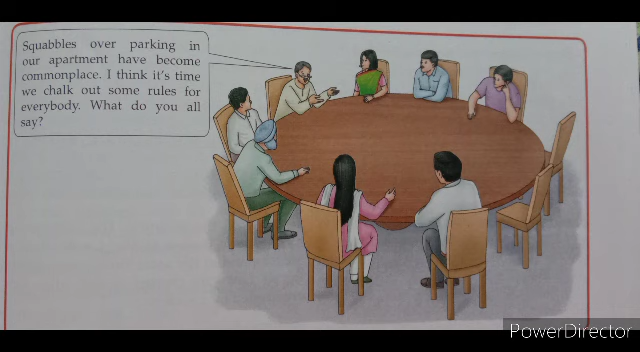 Squabbles over parking in
our apartment have become
commonplace. I think it's time
we chalk out some rules for
everybody. What do you all
say?
PowerDirector